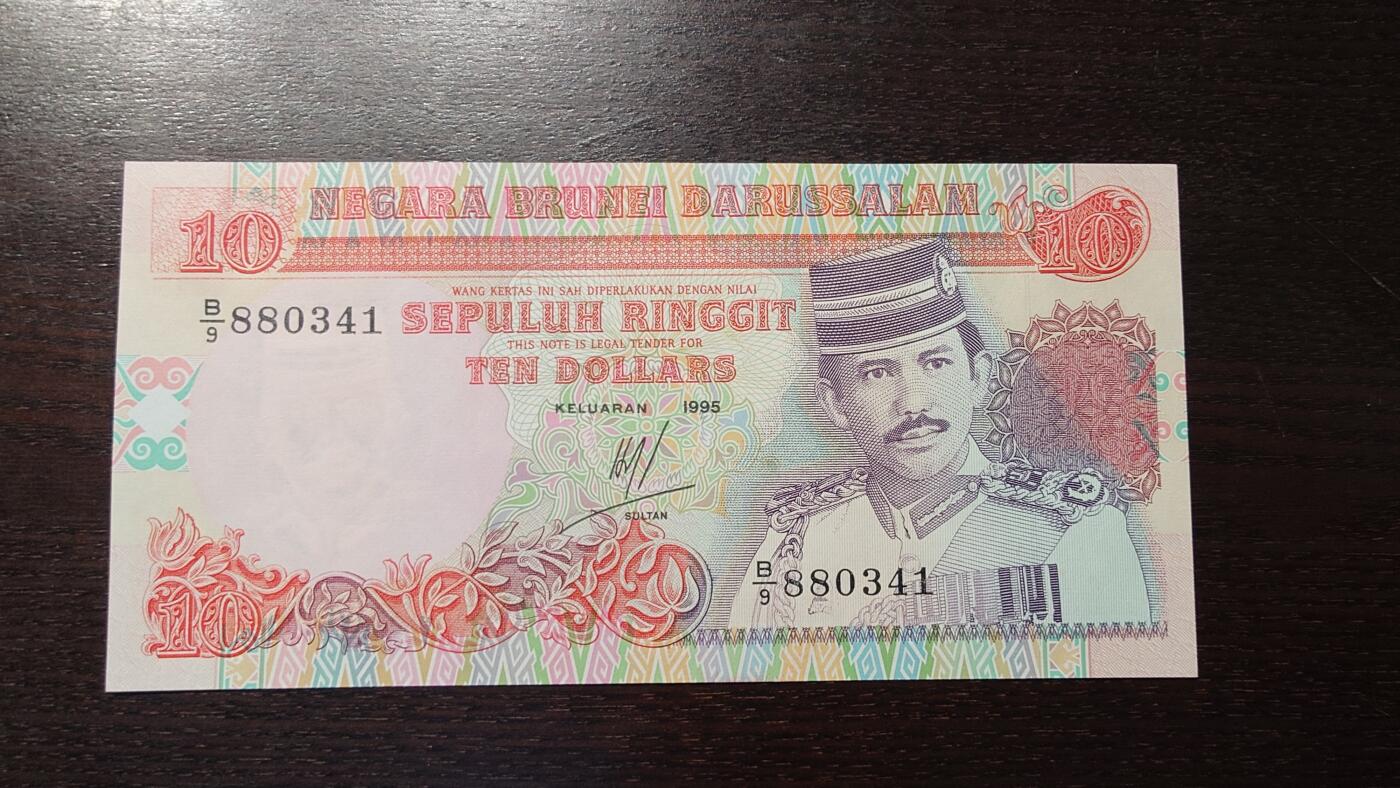 10 NEGARA BRUNEI DARUSSALAM 10
WANG KERTAS INI SAH DIPERLAKUKAN DENGAN NILAI
B/9 880341 SEPULUH RINGGIT
THIS NOTE IS LEGAL TENDER FOR
TEN DOLLARS
KELUARAN 1995
SULTAN
B/9 880341
10